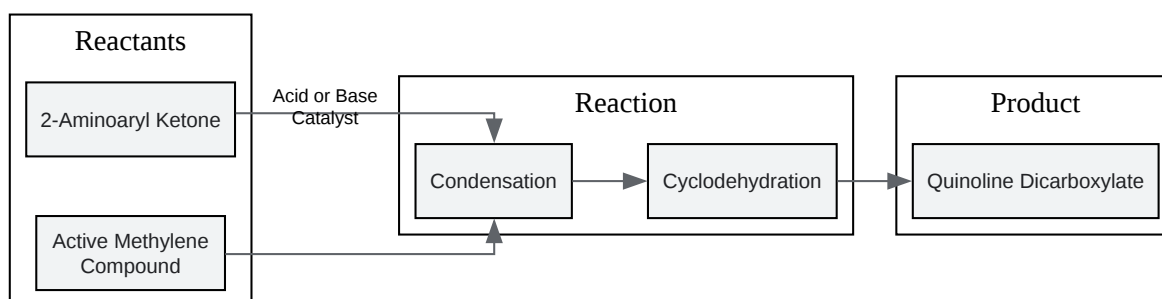 Reactants
2-Aminoaryl Ketone
Active Methylene
Compound
Acid or Base
Catalyst
Reaction
Condensation
Cyclodehydration
Product
Quinoline Dicarboxylate